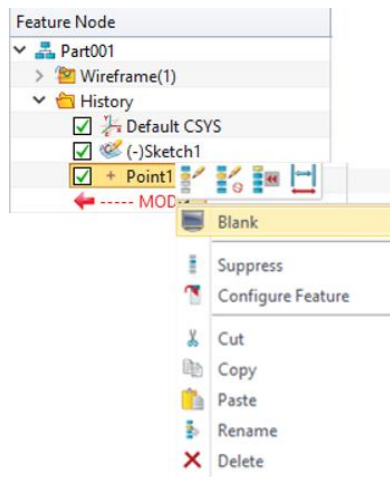 Feature Node
Part001
Wireframe(1)
History
Default CSYS
(-)Sketch1
Point1
----- MOD
Blank
Suppress
Configure Feature
Cut
Copy
Paste
Rename
Delete